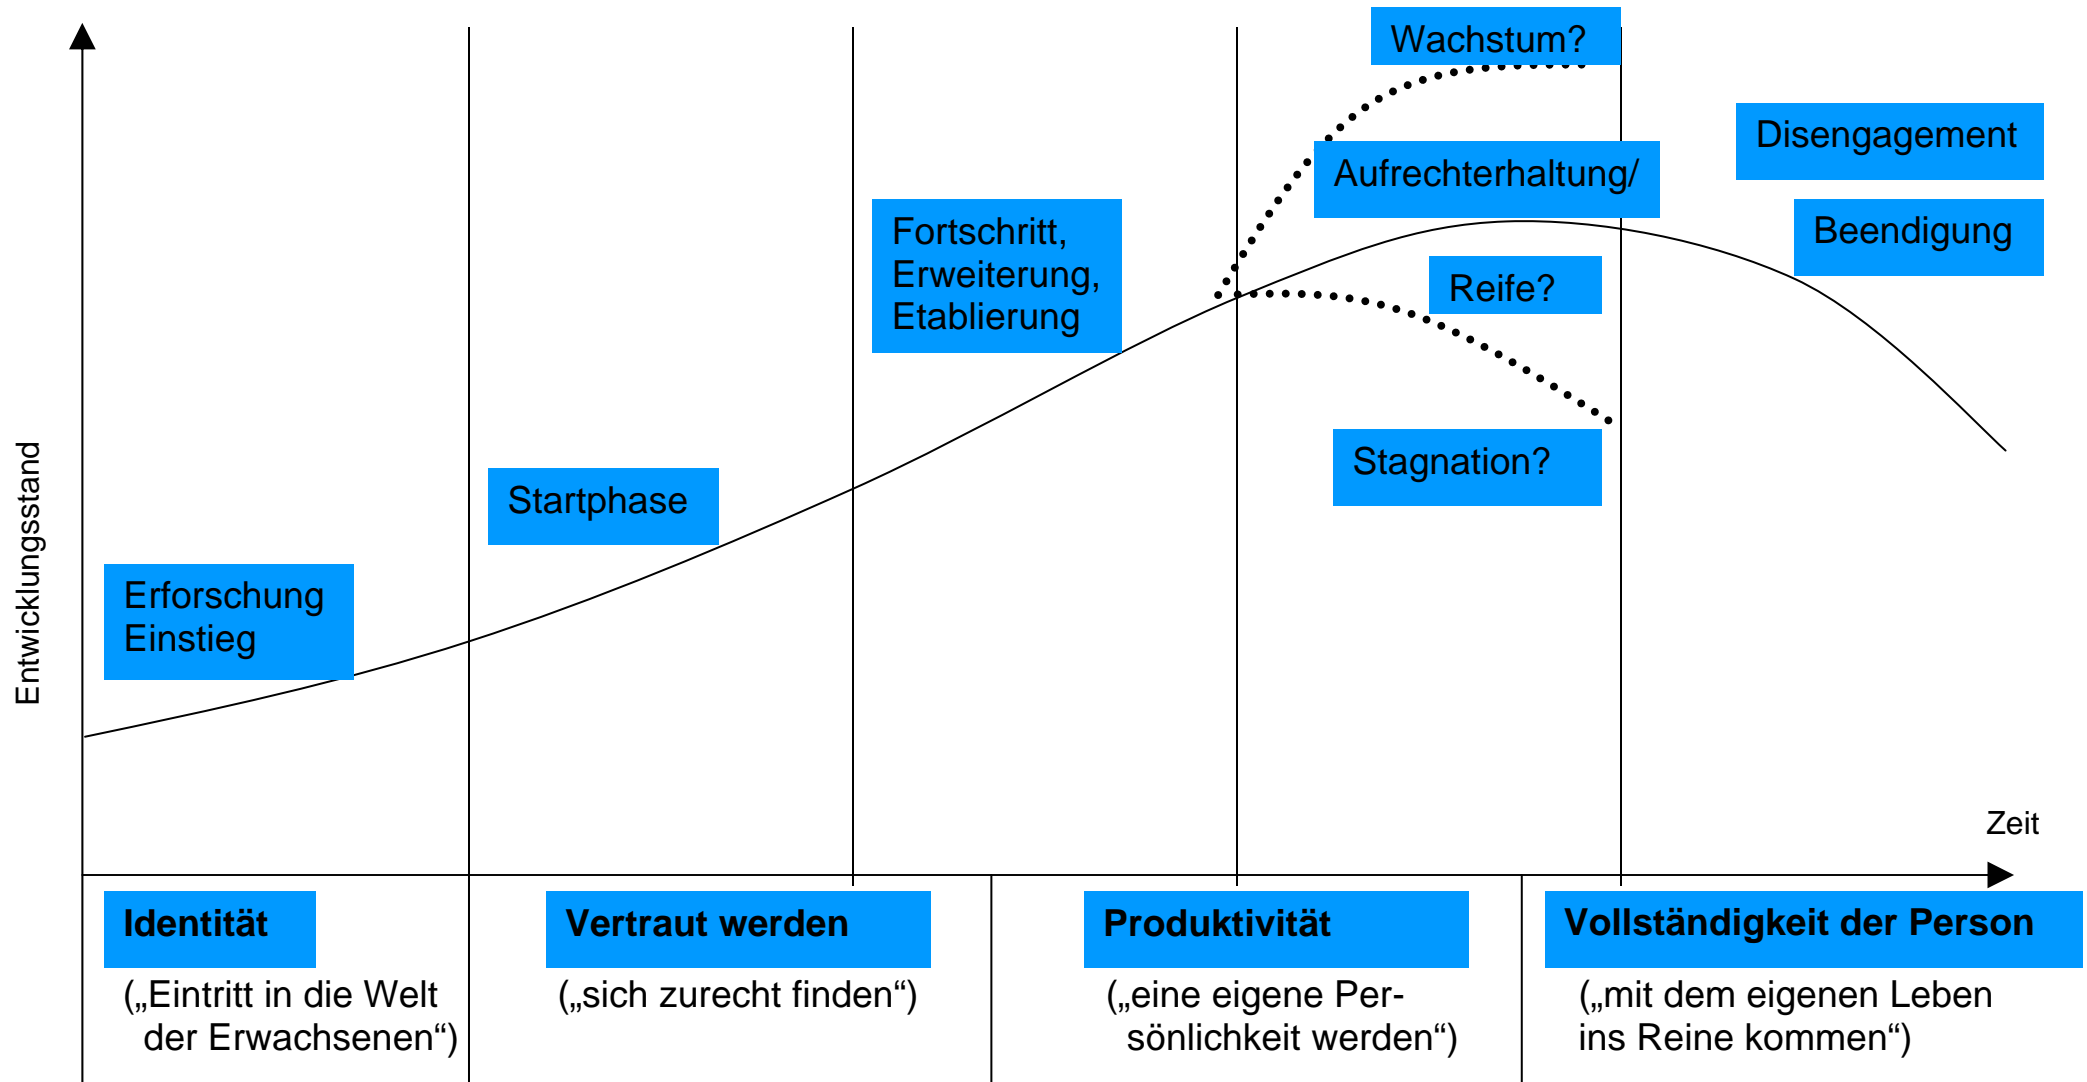 Wachstum?
Disengagement
Aufrechterhaltung/
Fortschritt,
Erweiterung,
Etablierung
Beendigung
Reife?
Stagnation?
Startphase
Erforschung
Einstieg
Entwicklungsstand
Zeit
Identität
(„Eintritt in die Welt
der Erwachsenen“)
Vertraut werden
(„sich zurecht finden“)
Produktivität
(„eine eigene Per-
sönlichkeit werden“)
Vollständigkeit der Person
(„mit dem eigenen Leben
ins Reine kommen“)